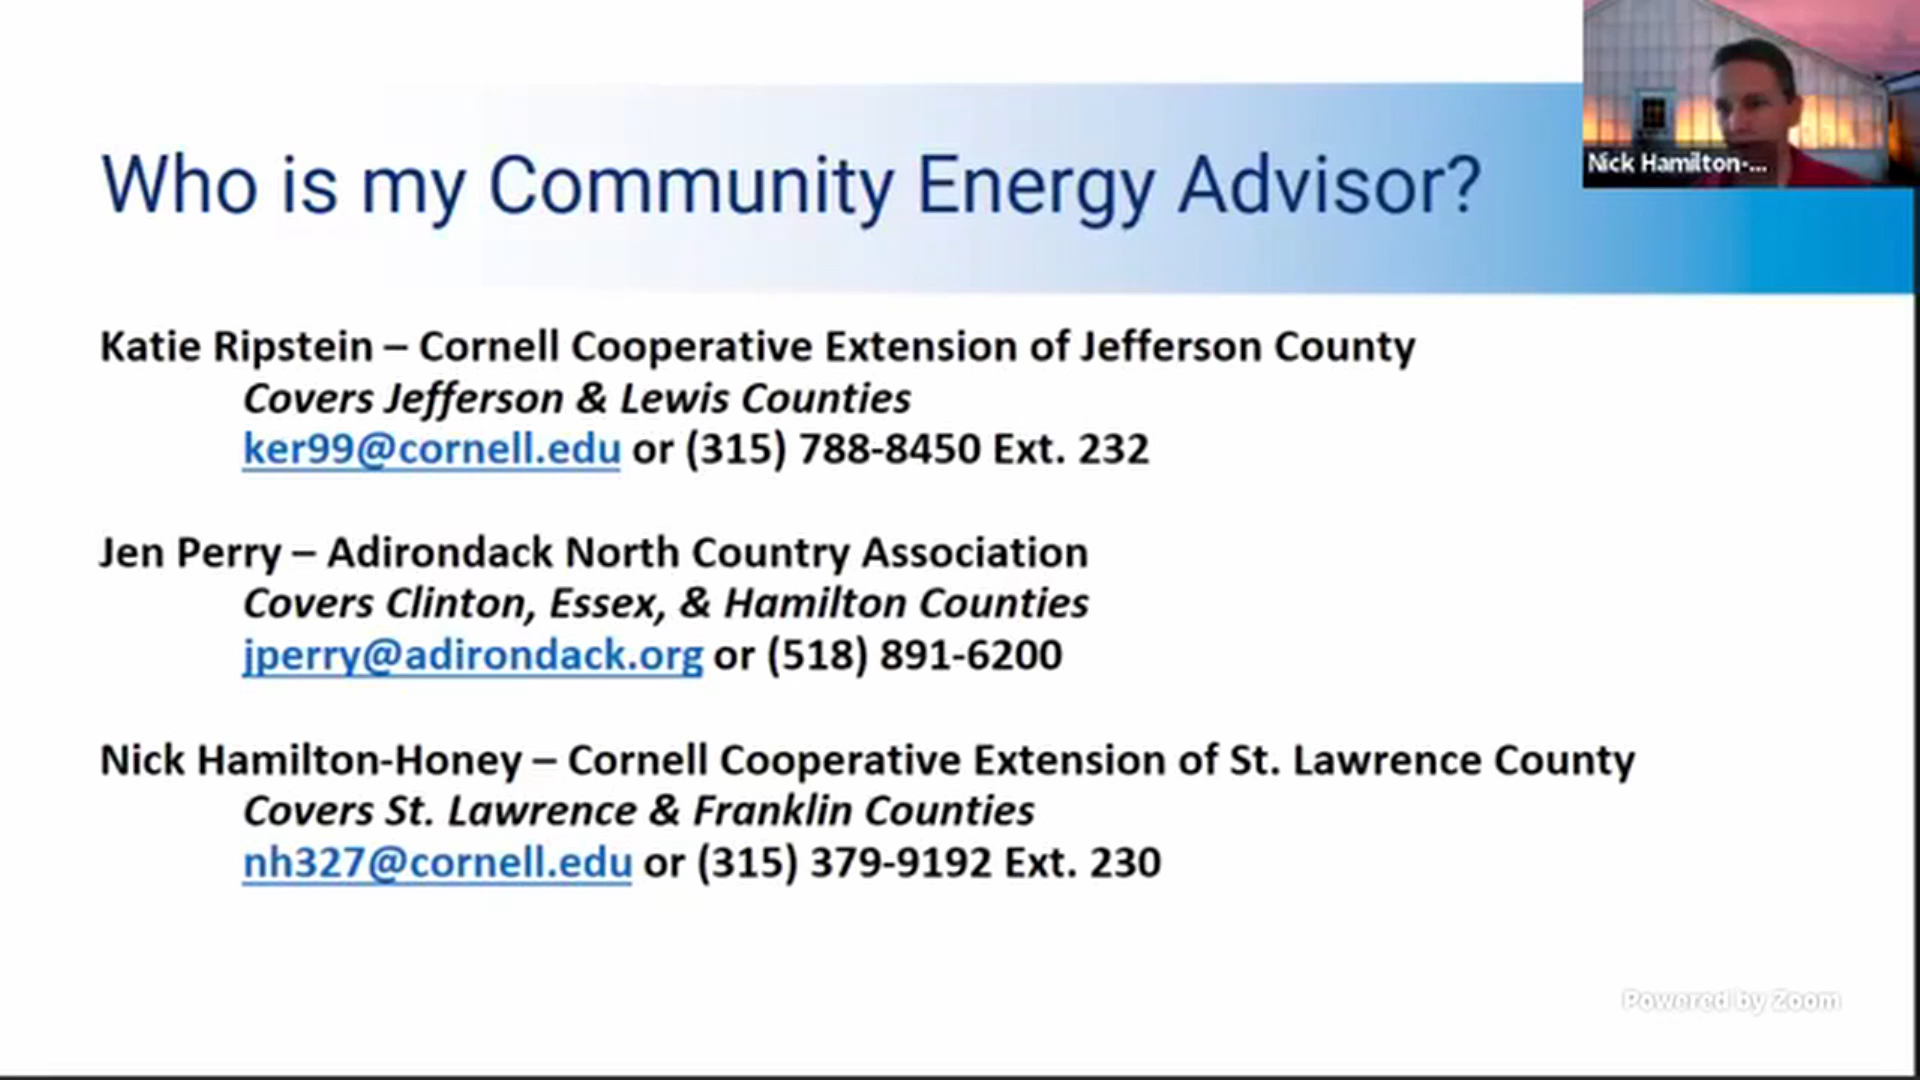 Who is my Community Energy Advisor?
Nick Hamilton-...
Katie Ripstein – Cornell Cooperative Extension of Jefferson County
Covers Jefferson & Lewis Counties
ker99@cornell.edu or (315) 788-8450 Ext. 232
Jen Perry – Adirondack North Country Association
Covers Clinton, Essex, & Hamilton Counties
jperry@adirondack.org or (518) 891-6200
Nick Hamilton-Honey – Cornell Cooperative Extension of St. Lawrence County
Covers St. Lawrence & Franklin Counties
nh327@cornell.edu or (315) 379-9192 Ext. 230
Powered by Zoom